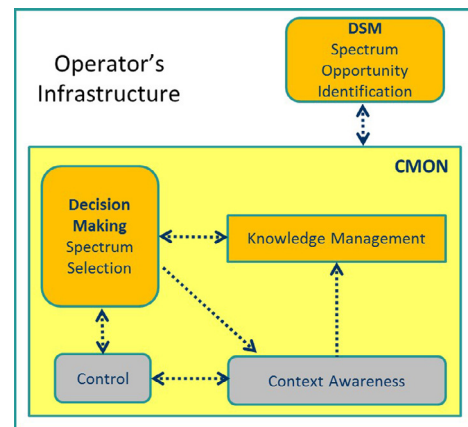 Operator's
Infrastructure
DSM
Spectrum
Opportunity
Identification
CMON
Decision
Making
Spectrum
Selection
Knowledge Management
Control
Context Awareness